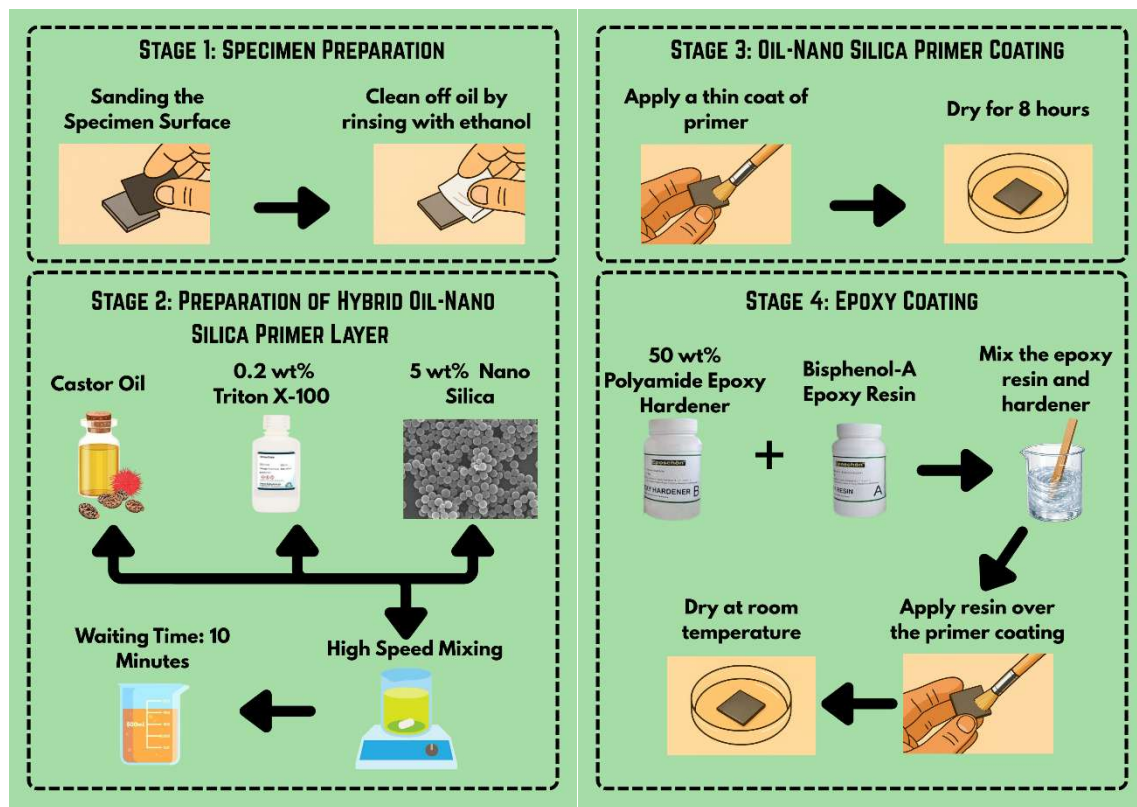 STAGE 1: SPECIMEN PREPARATION
Sanding the
Specimen Surface
Clean off oil by
rinsing with ethanol
STAGE 2: PREPARATION OF HYBRID OIL-NANO
SILICA PRIMER LAYER
Castor Oil
0.2 wt%
Triton X-100
5 wt% Nano
Silica
High Speed Mixing
Waiting Time: 10
Minutes
500ml
STAGE 3: OIL-NANO SILICA PRIMER COATING
Apply a thin coat of
primer
Dry for 8 hours
STAGE 4: EPOXY COATING
50 wt%
Polyamide Epoxy
Hardener
Eposchön
XY HARDENER B
+
Bisphenol-A
Epoxy Resin
Eposchön
RESIN A
Mix the epoxy
resin and
hardener
Apply resin over
the primer coating
Dry at room
temperature